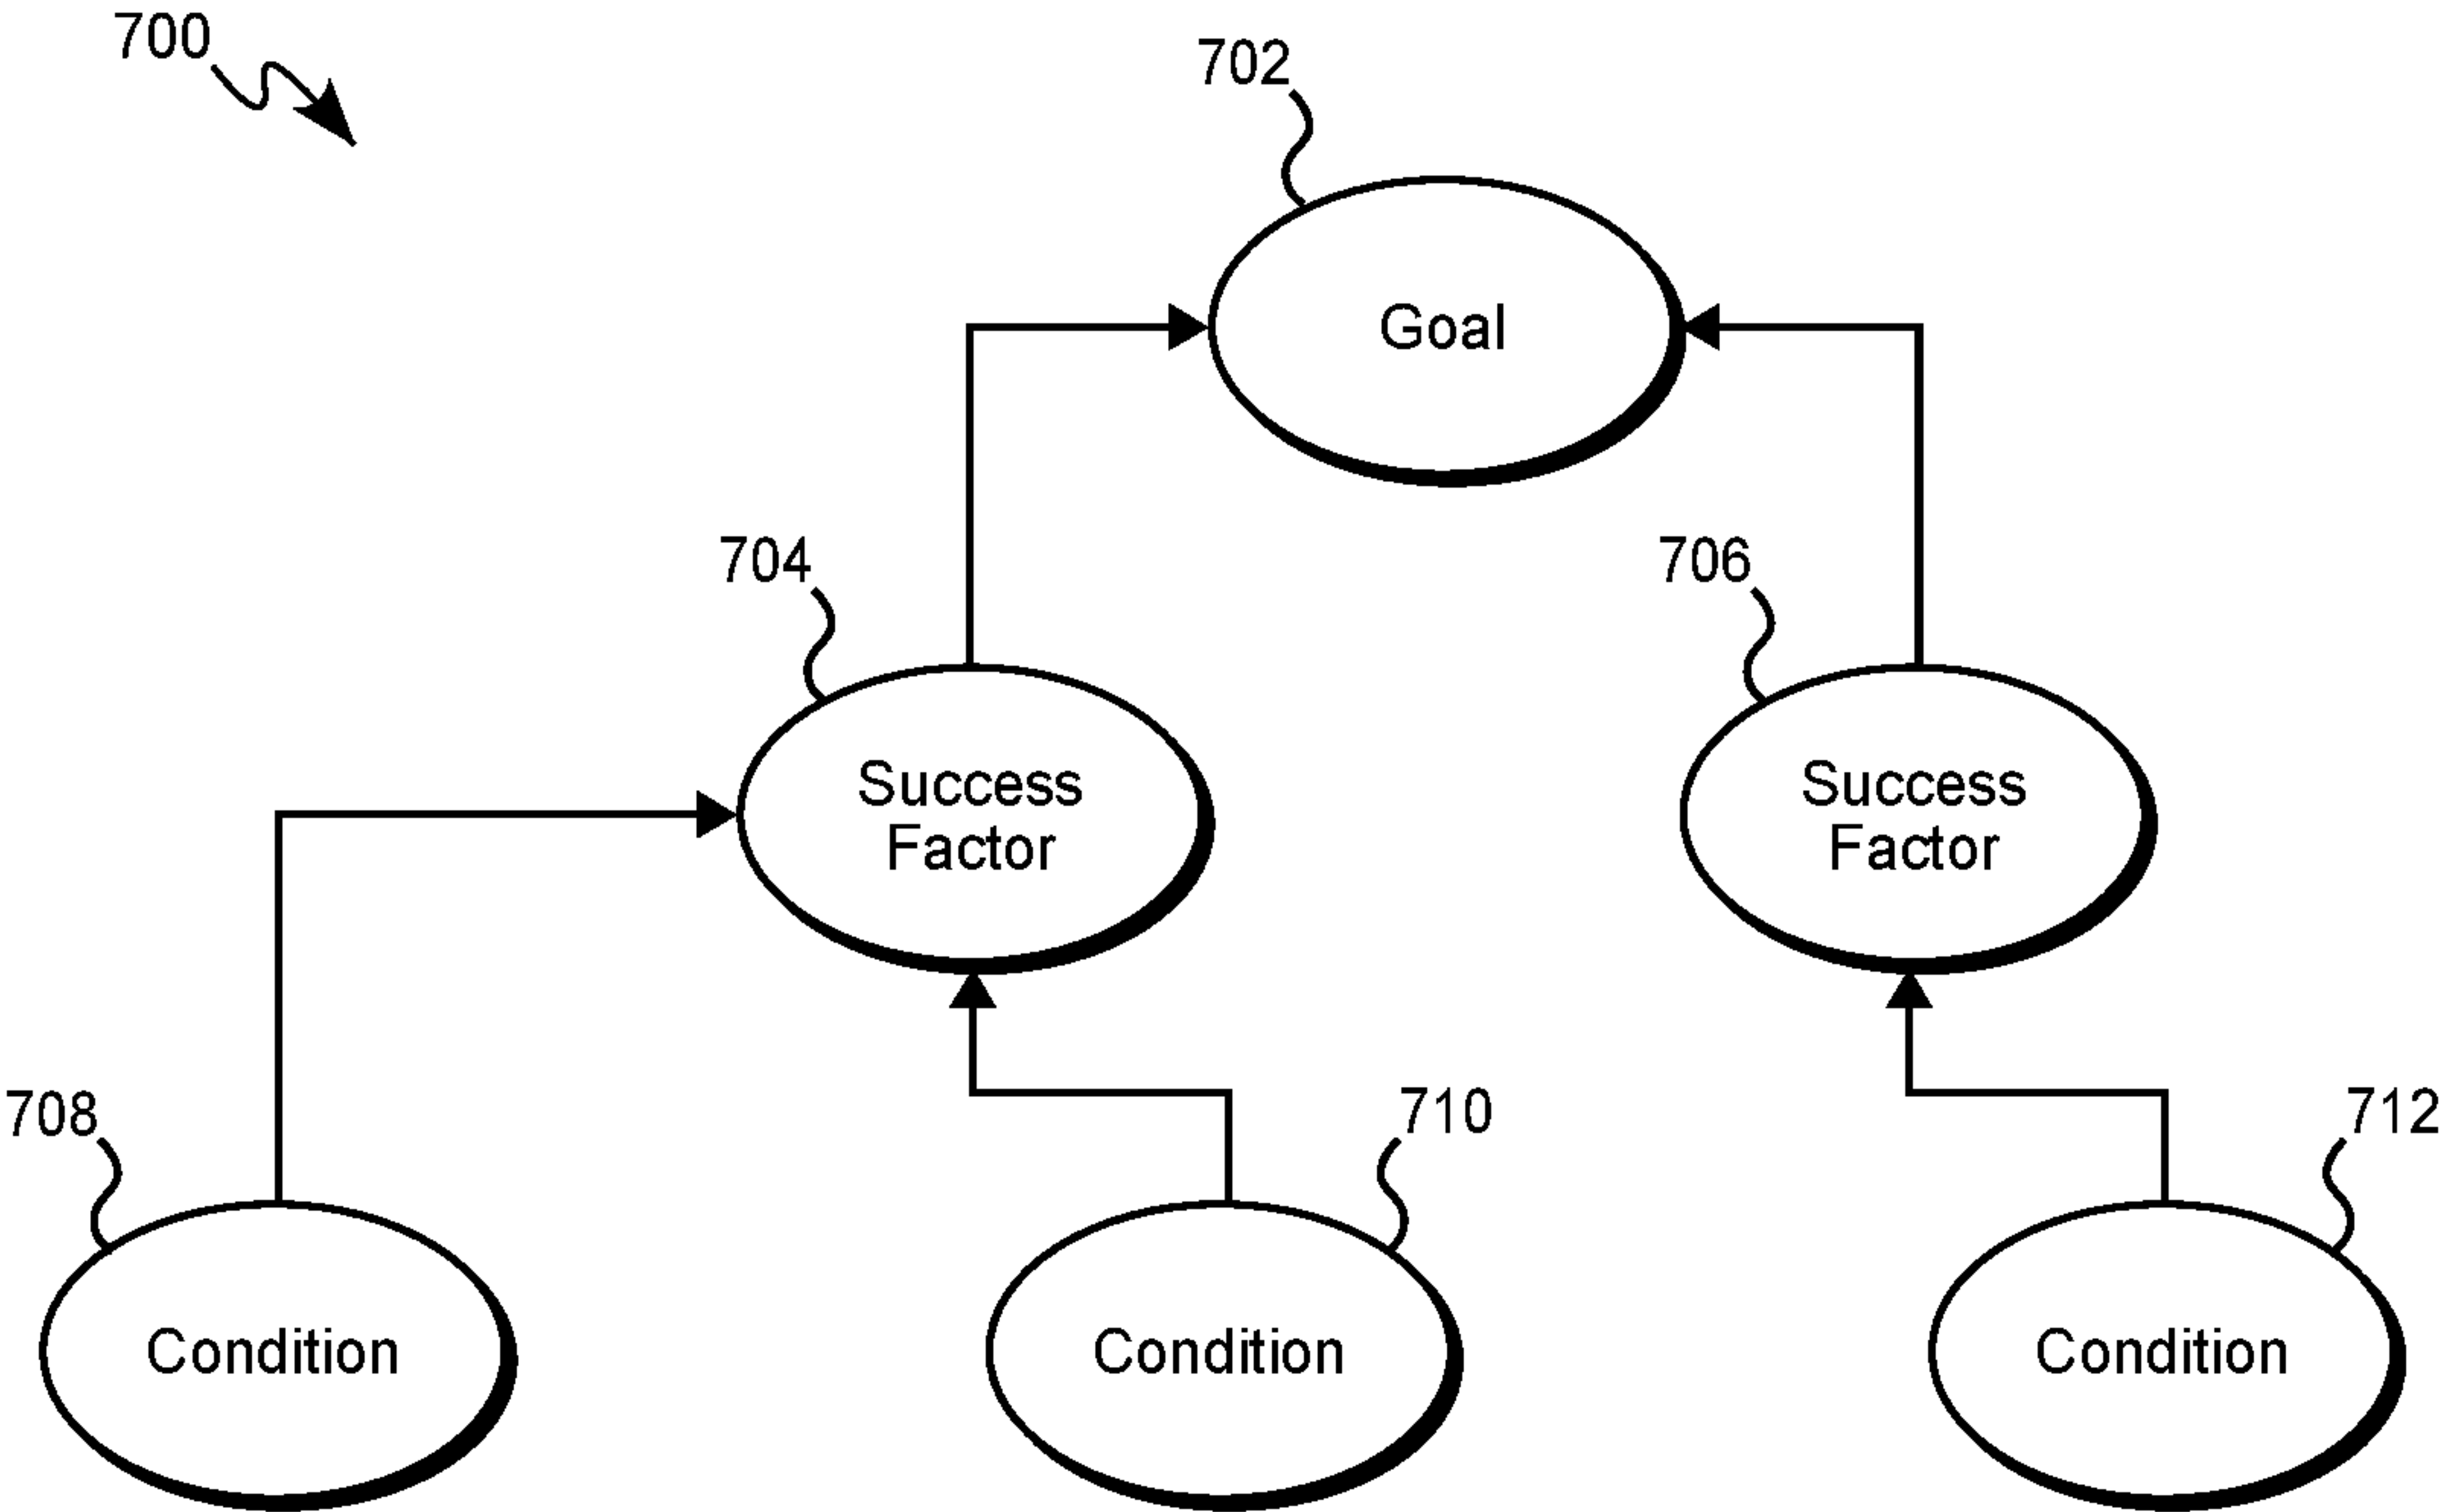 700
702
Goal
704
706
Success
Factor
Success
Factor
708
710
712
Condition
Condition
Condition